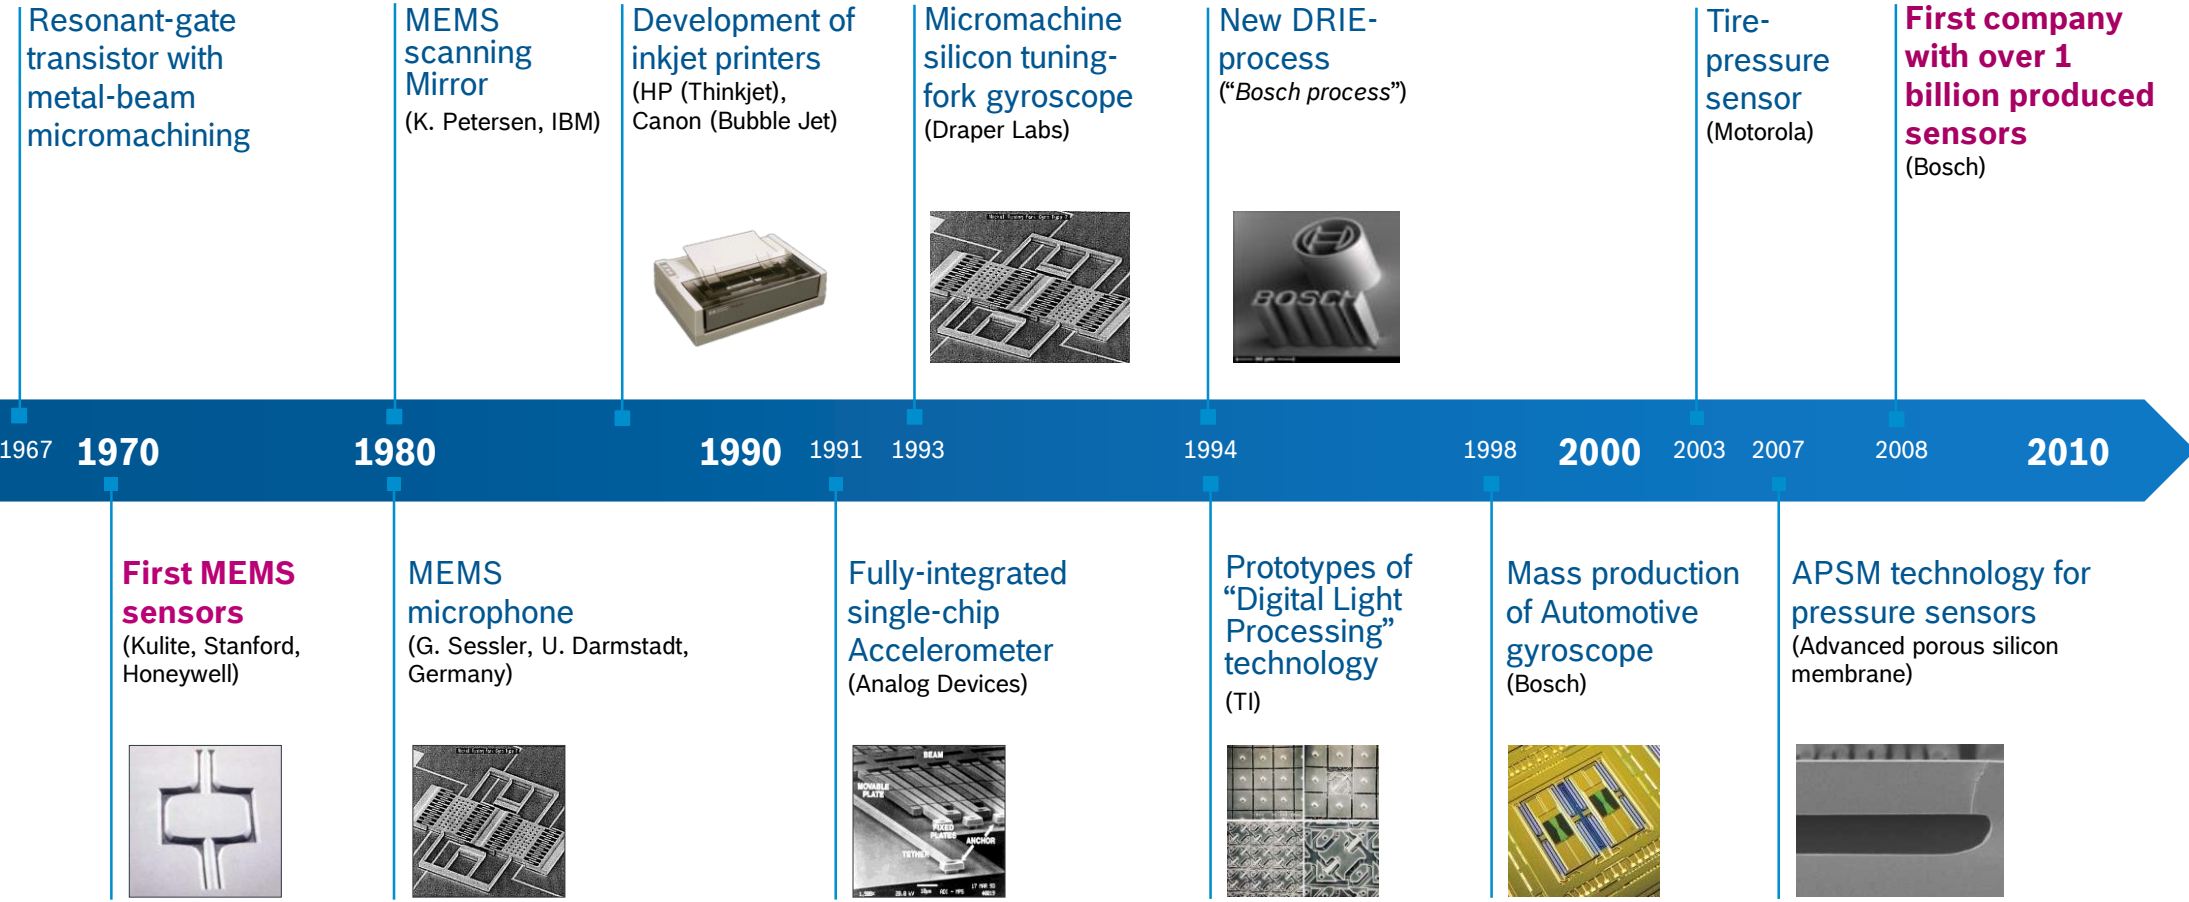 Resonant-gate
transistor with
metal-beam
micromachining
MEMS
scanning
Mirror
(K. Petersen, IBM)
Development of
inkjet printers
(HP (Thinkjet),
Canon (Bubble Jet)
Micromachine
silicon tuning-
fork gyroscope
(Draper Labs)
New DRIE-
process
(“Bosch process”)
Tire-
pressure
sensor
(Motorola)
First company
with over 1
billion produced
sensors
(Bosch)
BOSCH
1967 1970 1980 1990 1991 1993 1994 1998 2000 2003 2007 2008 2010
First MEMS
sensors
(Kulite, Stanford,
Honeywell)
MEMS
microphone
(G. Sessler, U. Darmstadt,
Germany)
Fully-integrated
single-chip
Accelerometer
(Analog Devices)
BEAM
MOVABLE
PLATE
FIXED
PLATES
ANCHOR
TETHER
Prototypes of
“Digital Light
Processing”
technology
(TI)
Mass production
of Automotive
gyroscope
(Bosch)
APSM technology for
pressure sensors
(Advanced porous silicon
membrane)